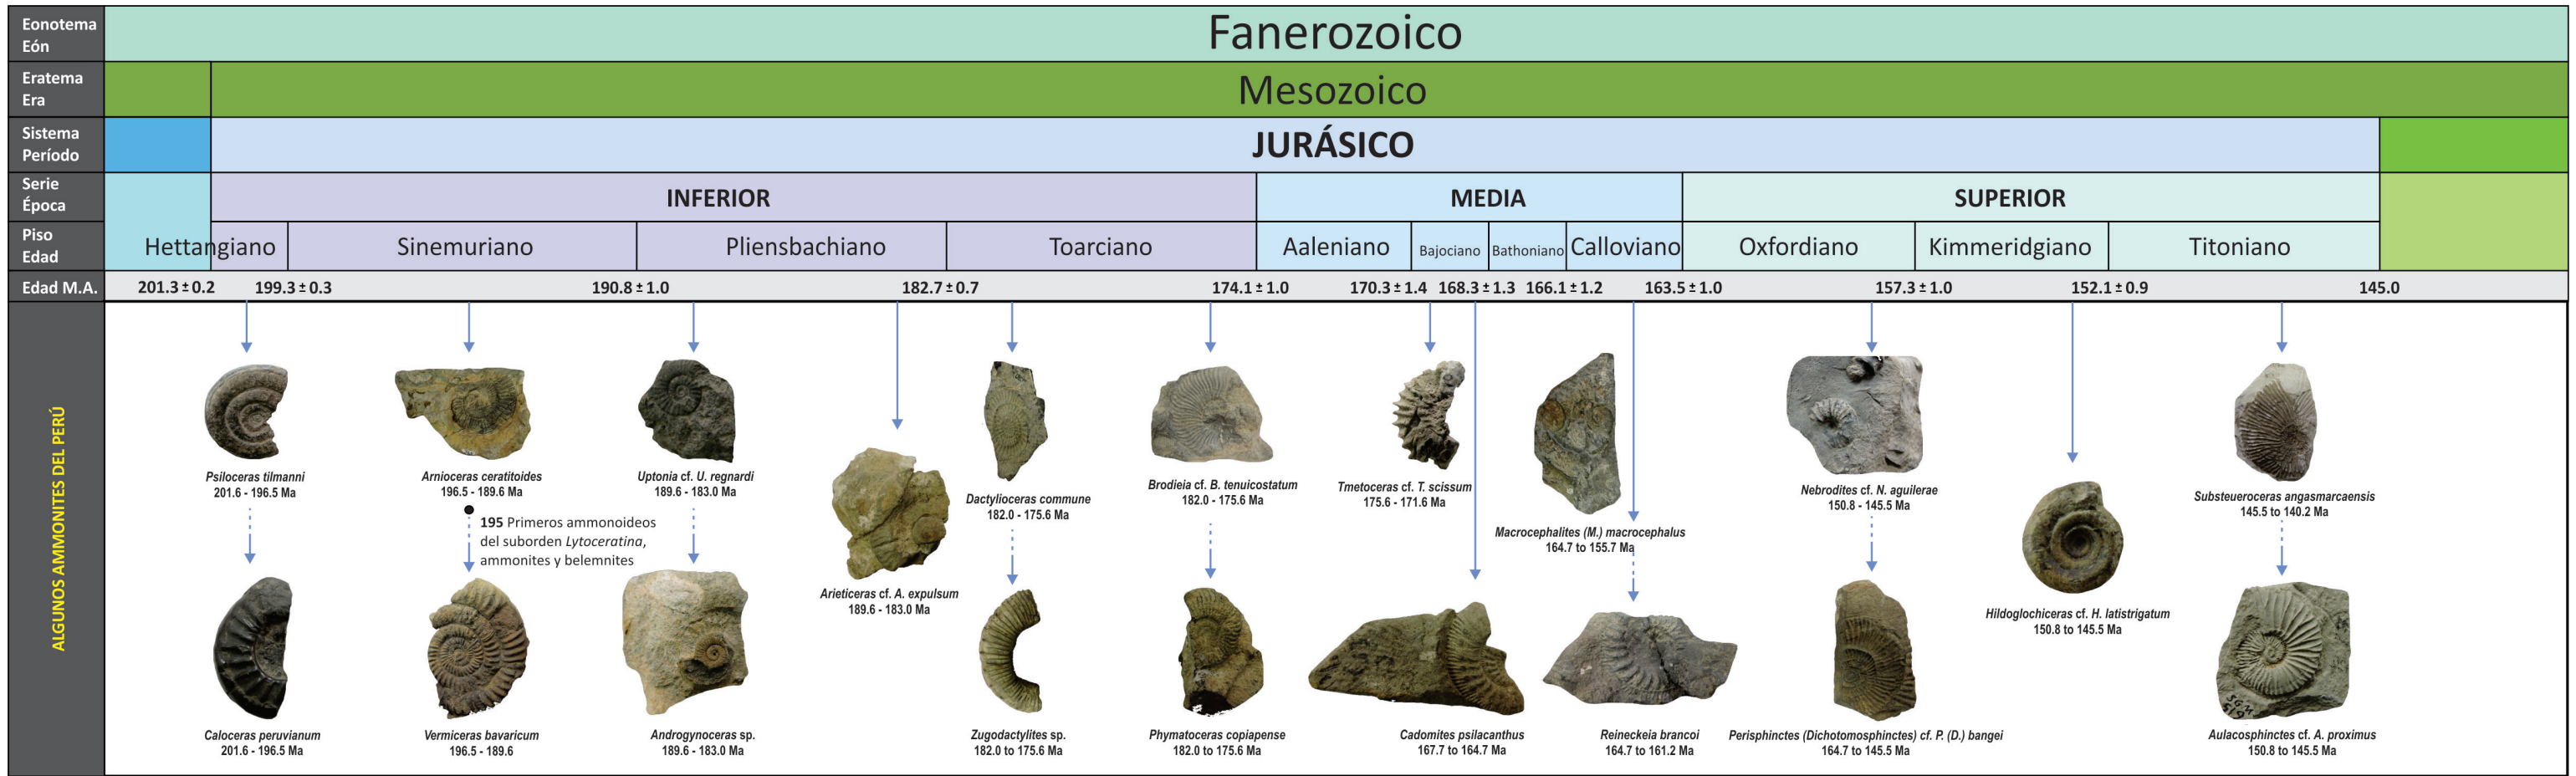 Eonotema
Eón
Fanerozoico
Eratema
Era
Mesozoico
Sistema
Período
JURÁSICO
Serie
Época
INFERIOR
MEDIA
SUPERIOR
Piso
Edad
Hettangiano
Sinemuriano
Pliensbachiano
Toarciano
Aaleniano
Bajociano
Bathoniano
Calloviano
Oxfordiano
Kimmeridgiano
Titoniano
Edad M.A.
201.3 ± 0.2
199.3 ± 0.3
190.8 ± 1.0
182.7 ± 0.7
174.1 ± 1.0
170.3 ± 1.4
168.3 ± 1.3
166.1 ± 1.2
163.5 ± 1.0
157.3 ± 1.0
152.1 ± 0.9
145.0
ALGUNOS AMMONITES DEL PERÚ
Psiloceras tilmanni
201.6 - 196.5 Ma
Caloceras peruvianum
201.6 - 196.5 Ma
Arnioceras ceratitoides
196.5 - 189.6 Ma
195 Primeros ammonoideos
del suborden Lytoceratina,
ammonites y belemnites
Vermiceras bavaricum
196.5 - 189.6
Uptonia cf. U. regnardi
189.6 - 183.0 Ma
Androgynoceras sp.
189.6 - 183.0 Ma
Arieticeras cf. A. expulsum
189.6 - 183.0 Ma
Dactylioceras commune
182.0 - 175.6 Ma
Zugodactylites sp.
182.0 to 175.6 Ma
Brodieia cf. B. tenuicostatum
182.0 - 175.6 Ma
Phymatoceras copiapense
182.0 to 175.6 Ma
Tmetoceras cf. T. scissum
175.6 - 171.6 Ma
Cadomites psilacanthus
167.7 to 164.7 Ma
Macrocephalites (M.) macrocephalus
164.7 to 155.7 Ma
Reineckeia brancoi
164.7 to 161.2 Ma
Nebrodites cf. N. aguilerae
150.8 - 145.5 Ma
Perisphinctes (Dichotomosphinctes) cf. P. (D.) bangei
164.7 to 145.5 Ma
Hildoglochiceras cf. H. latistrigatum
150.8 to 145.5 Ma
Substeueroceras angasmarcaensis
145.5 to 140.2 Ma
Aulacosphinctes cf. A. proximus
150.8 to 145.5 Ma